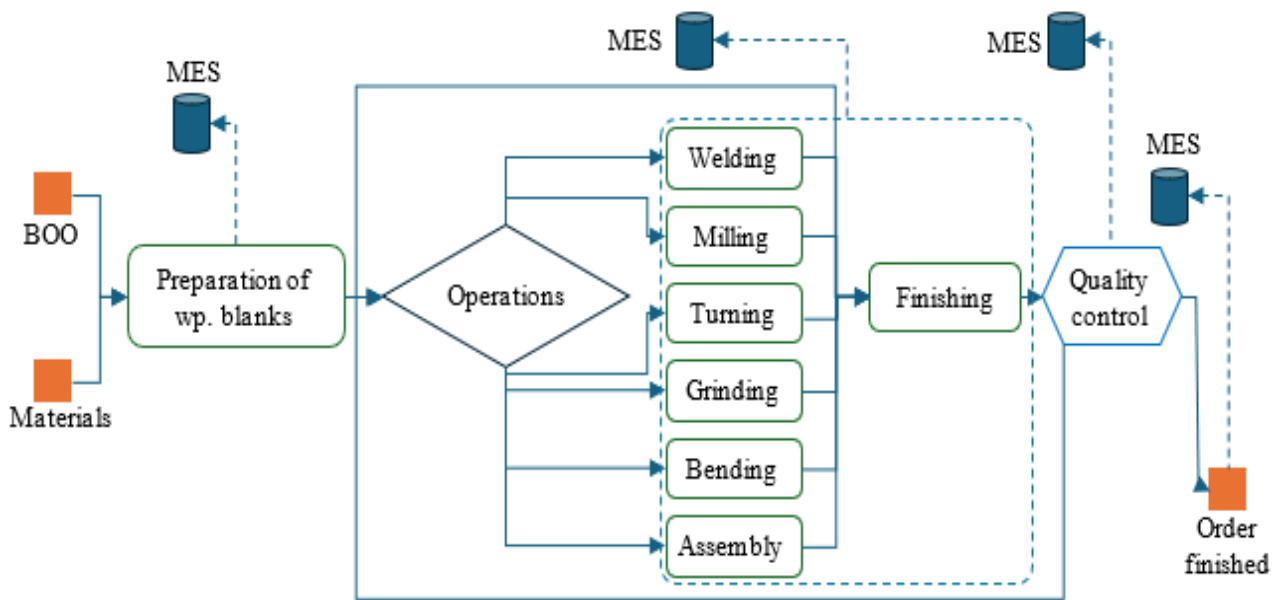 MES
MES
MES
MES
BOO
Materials
Preparation of
wp. blanks
Operations
Welding
Milling
Turning
Grinding
Bending
Assembly
Finishing
Quality
control
Order
finished